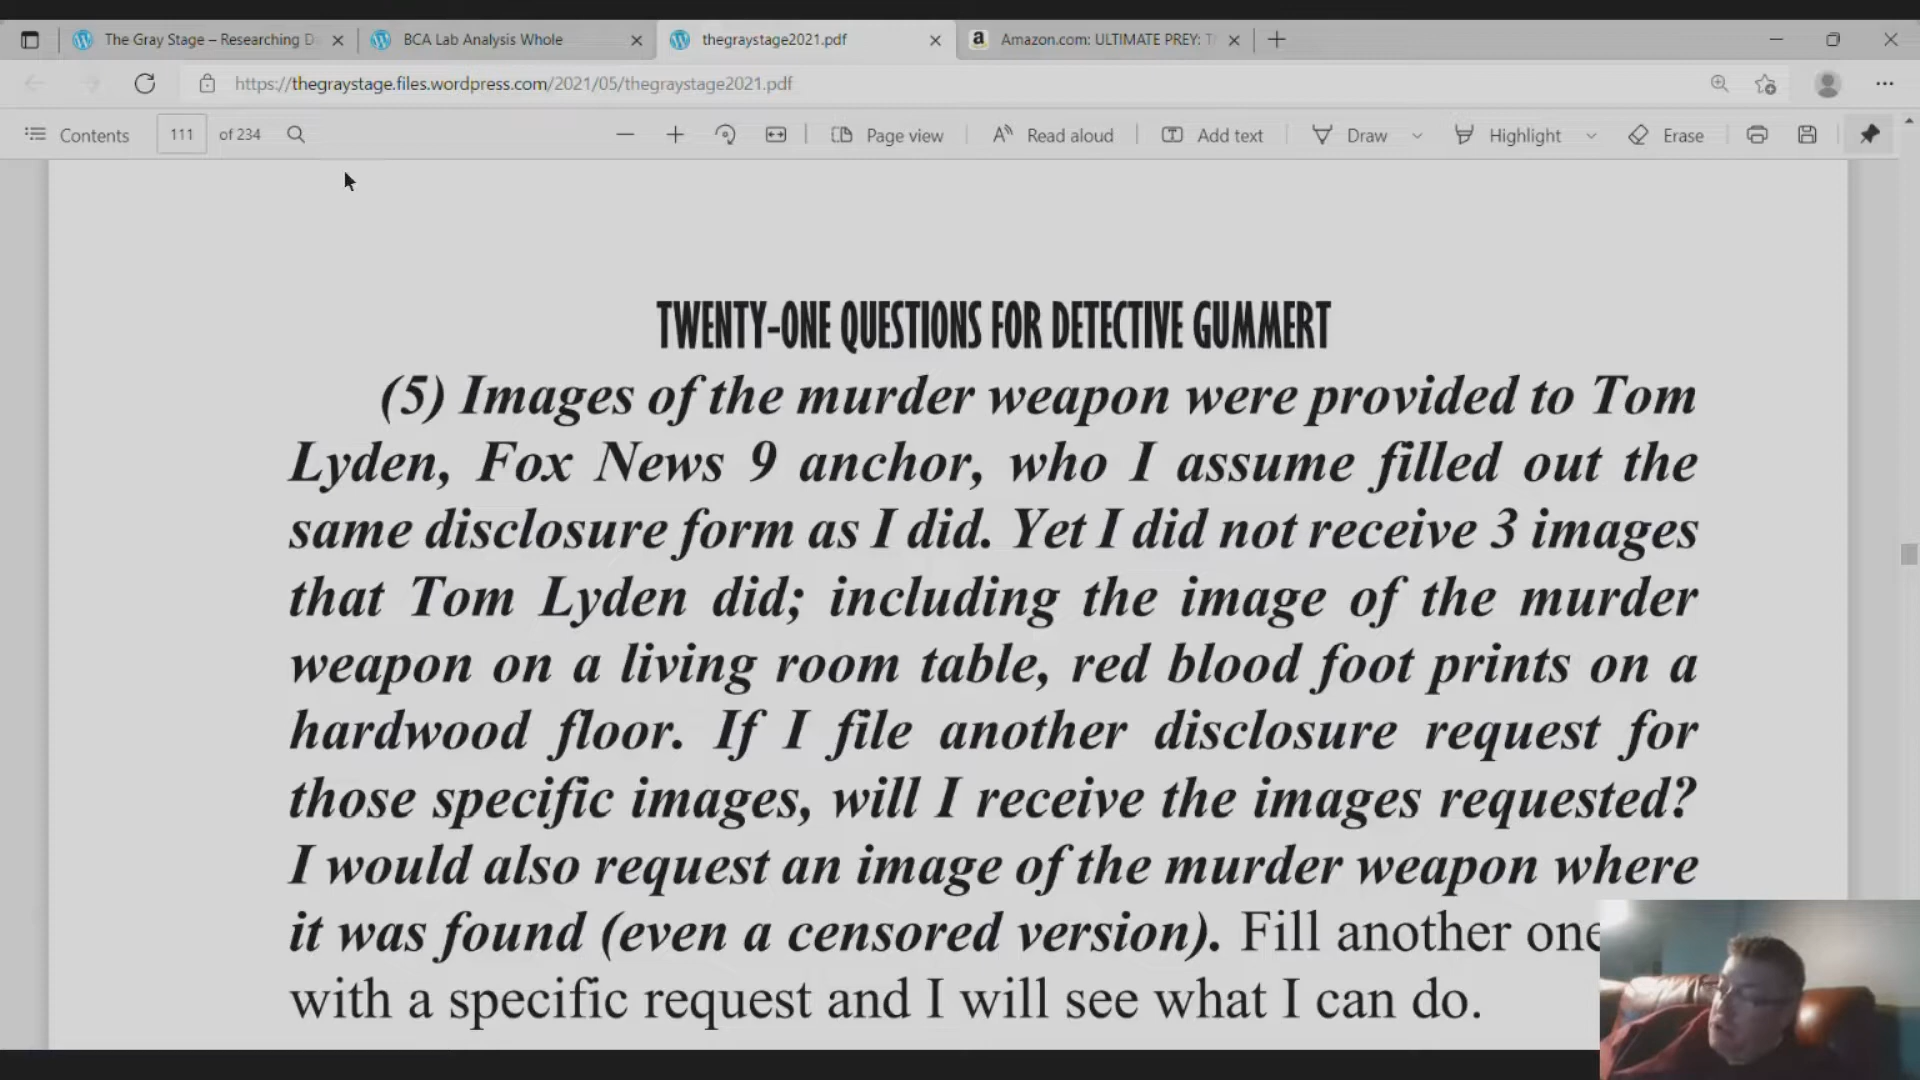 The Gray Stage – Researching D
BCA Lab Analysis Whole
thegraystage2021.pdf
Amazon.com: ULTIMATE PREY: T
https://thegraystage.files.wordpress.com/2021/05/thegraystage2021.pdf
Contents 111 of 234 Page view Read aloud Add text Draw Highlight Erase
TWENTY-ONE QUESTIONS FOR DETECTIVE GUMMERT
(5) Images of the murder weapon were provided to Tom
Lyden, Fox News 9 anchor, who I assume filled out the
same disclosure form as I did. Yet I did not receive 3 images
that Tom Lyden did; including the image of the murder
weapon on a living room table, red blood foot prints on a
hardwood floor. If I file another disclosure request for
those specific images, will I receive the images requested?
I would also request an image of the murder weapon where
it was found (even a censored version). Fill another one
with a specific request and I will see what I can do.